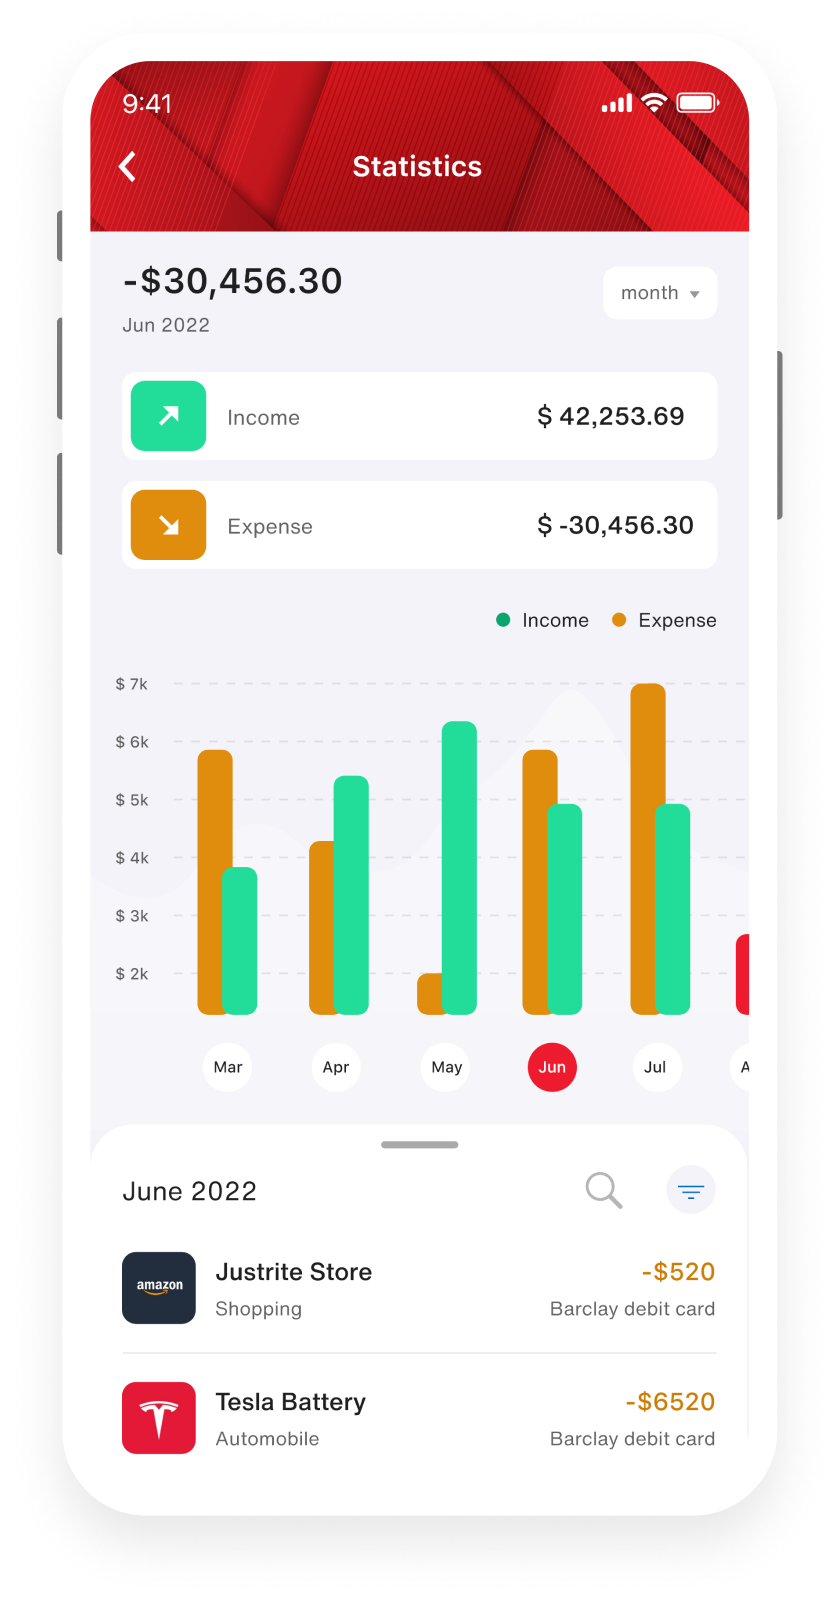 9:41
Statistics
-$30,456.30
month
Jun 2022
Income $ 42,253.69
Expense $ -30,456.30
Income Expense
$ 7k
$ 6k
$ 5k
$ 4k
$ 3k
$ 2k
Mar Apr May Jun Jul A
June 2022
amazon
Justrite Store -$520
Shopping Barclay debit card
Tesla Battery -$6520
Automobile Barclay debit card